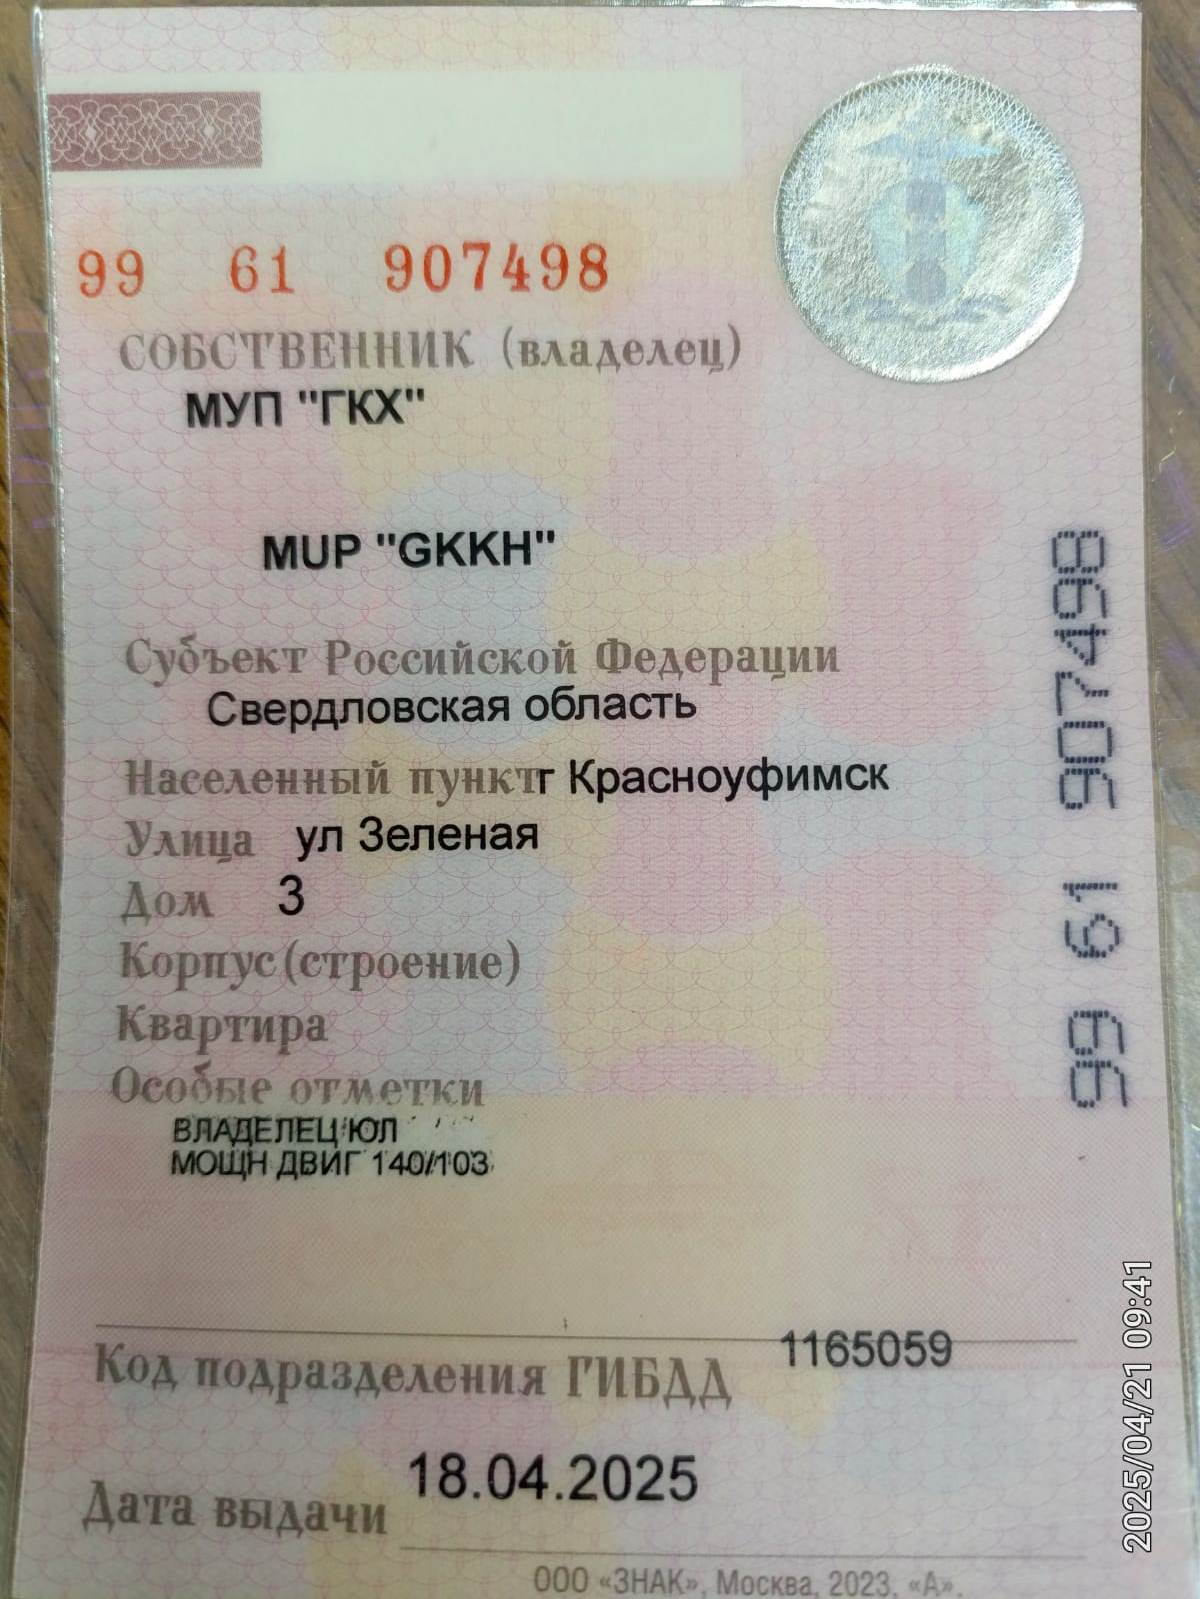 99 61 907498
СОБСТВЕННИК (владелец)
МУП "ГКХ"
MUP "GKKH"
Субъект Российской Федерации
Свердловская область
Населенный пункт г Красноуфимск
Улица ул Зеленая
Дом 3
Корпус (строение)
Квартира
Особые отметки
ВЛАДЕЛЕЦ ЮЛ
МОЩН ДВИГ 140/103
Код подразделения ГИБДД 1165059
Дата выдачи 18.04.2025
ООО «ЗНАК», Москва, 2023, «А».
99 61 907498
2025/04/21 09:41